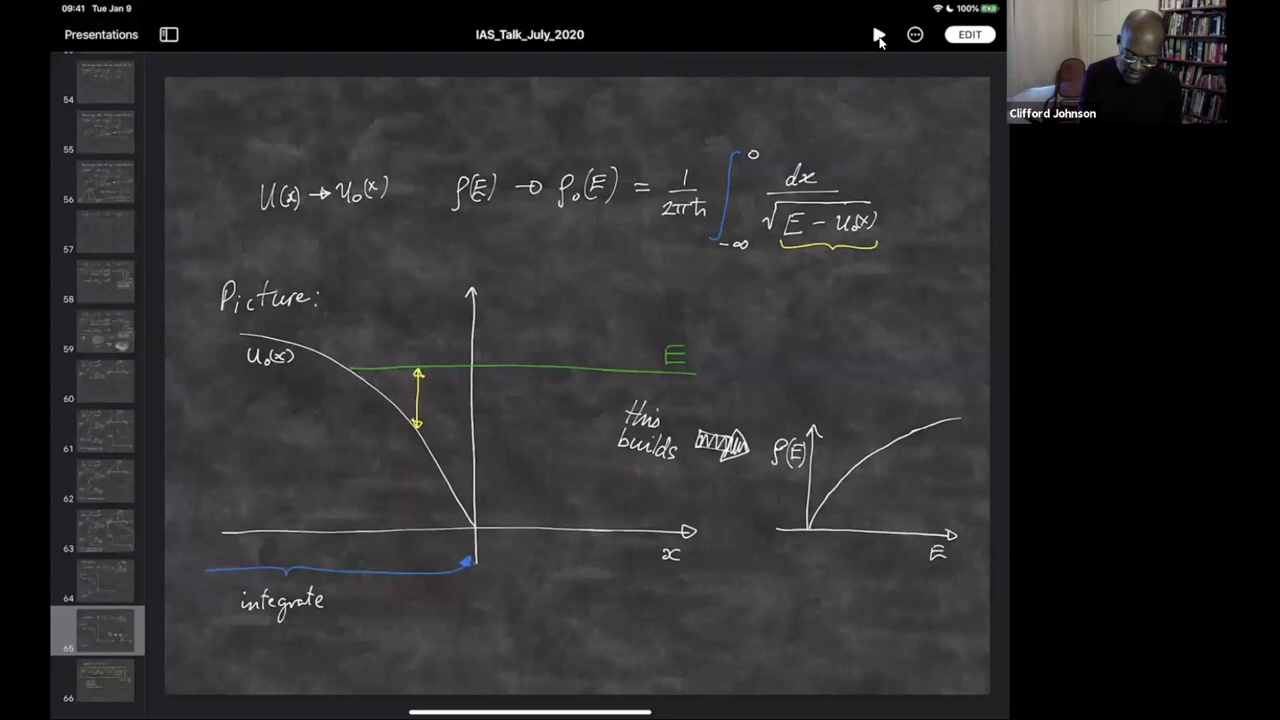 09:41 Tue Jan 9
100%
Presentations
IAS_Talk_July_2020
EDIT
Clifford Johnson
U(x) → u₀(x) ρ(E) → ρ₀(E) = 1/2πħ ∫_{-∞}^{0} dx/√(E - u₀(x))
Picture:
u₀(x)
E
this
builds
ρ(E)
x
E
integrate
54
55
56
57
58
59
60
61
62
63
64
65
66